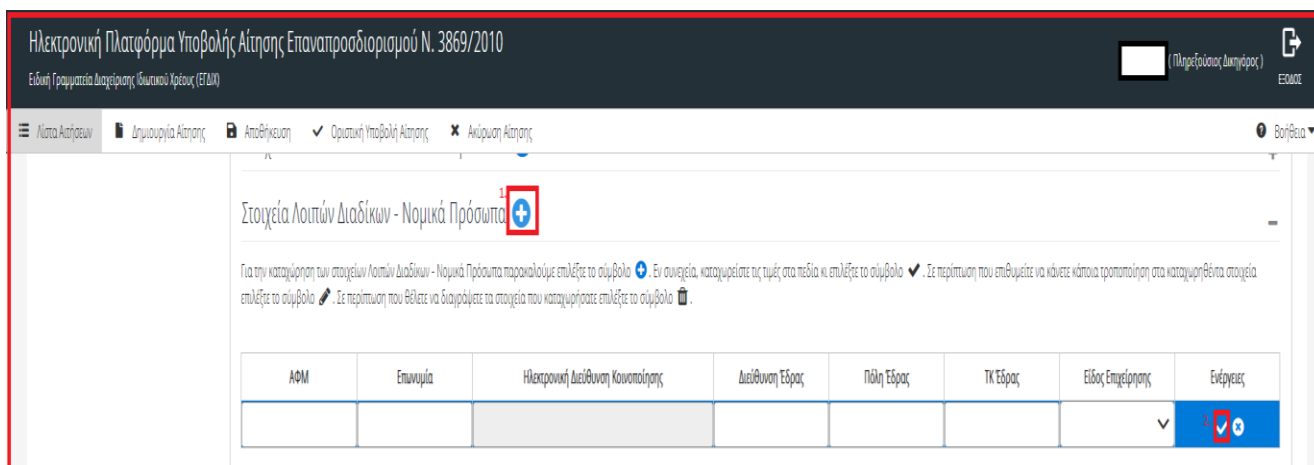 Ηλεκτρονική Πλατφόρμα Υποβολής Αίτησης Επαναπροσδιορισμού Ν. 3869/2010
Ειδική Γραμματεία Διαχείρισης Ιδιωτικού Χρέους (ΕΓΔΙΧ)
( Πληρεξούσιος Δικηγόρος )
ΕΞΟΔΟΣ
Λίστα Αιτήσεων Δημιουργία Αίτησης Αποθήκευση Οριστική Υποβολή Αίτησης Ακύρωση Αίτησης Βοήθεια
1.
Στοιχεία Λοιπών Διαδίκων - Νομικά Πρόσωπα
Για την καταχώρηση των στοιχείων Λοιπών Διαδίκων - Νομικά Πρόσωπα παρακαλούμε επιλέξτε το σύμβολο . Εν συνεχεία, καταχωρείστε τις τιμές στα πεδία κι επιλέξτε το σύμβολο . Σε περίπτωση που επιθυμείτε να κάνετε κάποια τροποποίηση στα καταχωρηθέντα στοιχεία
επιλέξτε το σύμβολο . Σε περίπτωση που θέλετε να διαγράψετε τα στοιχεία που καταχωρήσατε επιλέξτε το σύμβολο .
ΑΦΜ Επωνυμία Ηλεκτρονική Διεύθυνση Κοινοποίησης Διεύθυνση Έδρας Πόλη Έδρας ΤΚ Έδρας Είδος Επιχείρησης Ενέργειες
2.